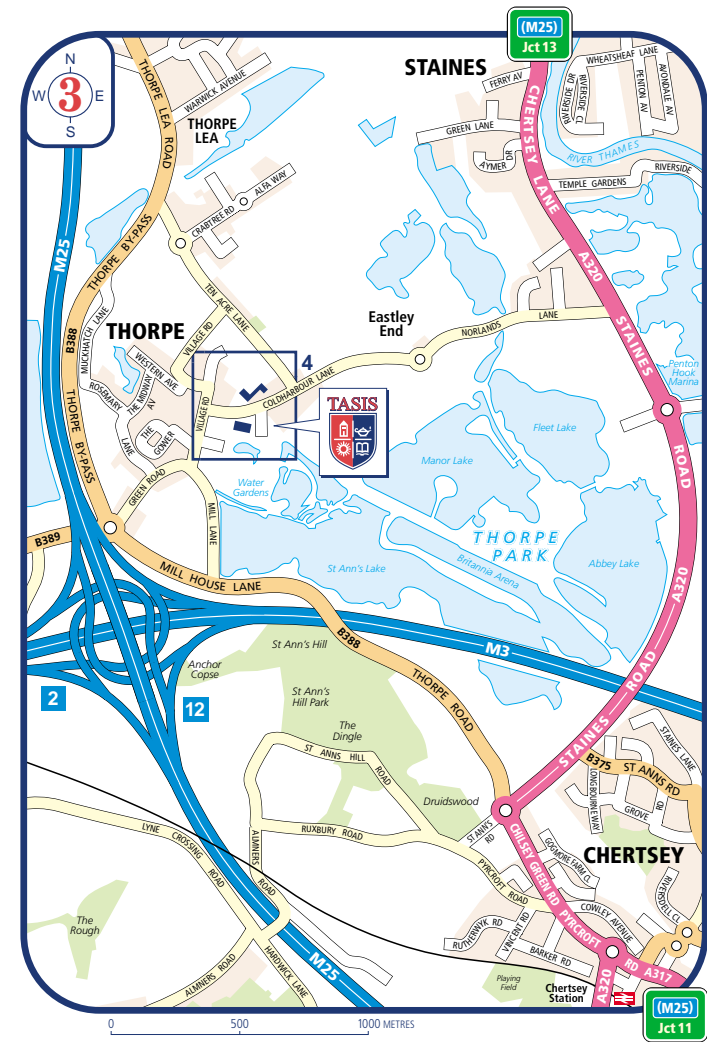 (M25)
Jct 13
N
W 3 E
S
STAINES
WHEATSHEAF LANE
FERRY AV
RIVERSIDE DR
RIVERSIDE CL
PENTON AV
AVONDALE AV
THORPE LEA ROAD
WARWICK AVENUE
THORPE
LEA
GREEN LANE
AYMER DR
CHERTSEY LANE
RIVER THAMES
RIVERSIDE
TEMPLE GARDENS
ALFA WAY
CRABTREE RD
M25
THORPE BY-PASS
A320
TEN ACRE LANE
MUCKHATCH LANE
B388
THORPE
VILLAGE RD
Eastley
End
NORLANDS LANE
STAINES
4
WESTERN AVE
COLDHARBOUR LANE
Penton
Hook
Marina
ROSEMARY LANE
THE MIDWAY
AV
THORPE BY-PASS
VILLAGE RD
TASIS
THE
GOWER
Fleet Lake
ROAD
Manor Lake
GREEN ROAD
Water
Gardens
MILL LANE
THORPE
PARK
B389
Britannia Arena
Abbey Lake
St Ann's Lake
MILL HOUSE LANE
A320
B388
St Ann's Hill
M3
Anchor
Copse
ROAD
THORPE ROAD
2
12
St Ann's
Hill Park
The
Dingle
STAINES
STAINES LANE
ST ANNS HILL ROAD
B375 ST ANNS RD
LONGBOURNE WAY
GROVE RD
Druidswood
ST ANN'S
RD
LYNE CROSSING ROAD
ALMNERS ROAD
RUXBURY ROAD
CHILSEY GREEN RD
GOGMORE FARM CL
CHERTSEY
PYRCROFT ROAD
RIVERSDELL CL
COWLEY AVENUE
PYRCROFT RD
The
Rough
RUTHERWYK RD
VINCENT RD
BARKER RD
A317
M25
ALMNERS ROAD
HARDWICK LANE
Playing
Field
Chertsey
Station
A320
(M25)
Jct 11
0 500 1000 METRES